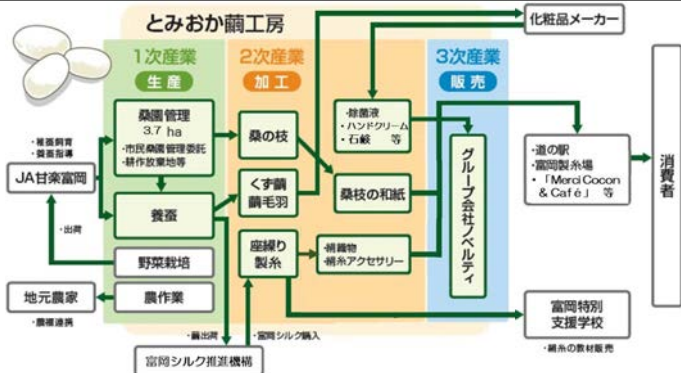 とみおか繭工房
1次産業
生産
2次産業
加工
3次産業
販売
化粧品メーカー
桑園管理
3.7 ha
・市民桑園管理委託
・耕作放棄地等
・稚蚕飼育
・養蚕指導
JA甘楽富岡
養蚕
・出荷
野菜栽培
地元農家
・農福連携
農作業
桑の枝
くず繭
繭毛羽
座繰り
製糸
・除菌液
・ハンドクリーム
・石鹸 等
桑枝の和紙
・絹織物
・絹糸アクセサリー
グループ会社ノベルティ
・道の駅
・富岡製糸場
・「Merci Cocon
& Café」 等
消費者
富岡特別
支援学校
・絹糸の教材販売
・繭出荷
・富岡シルク購入
富岡シルク推進機構